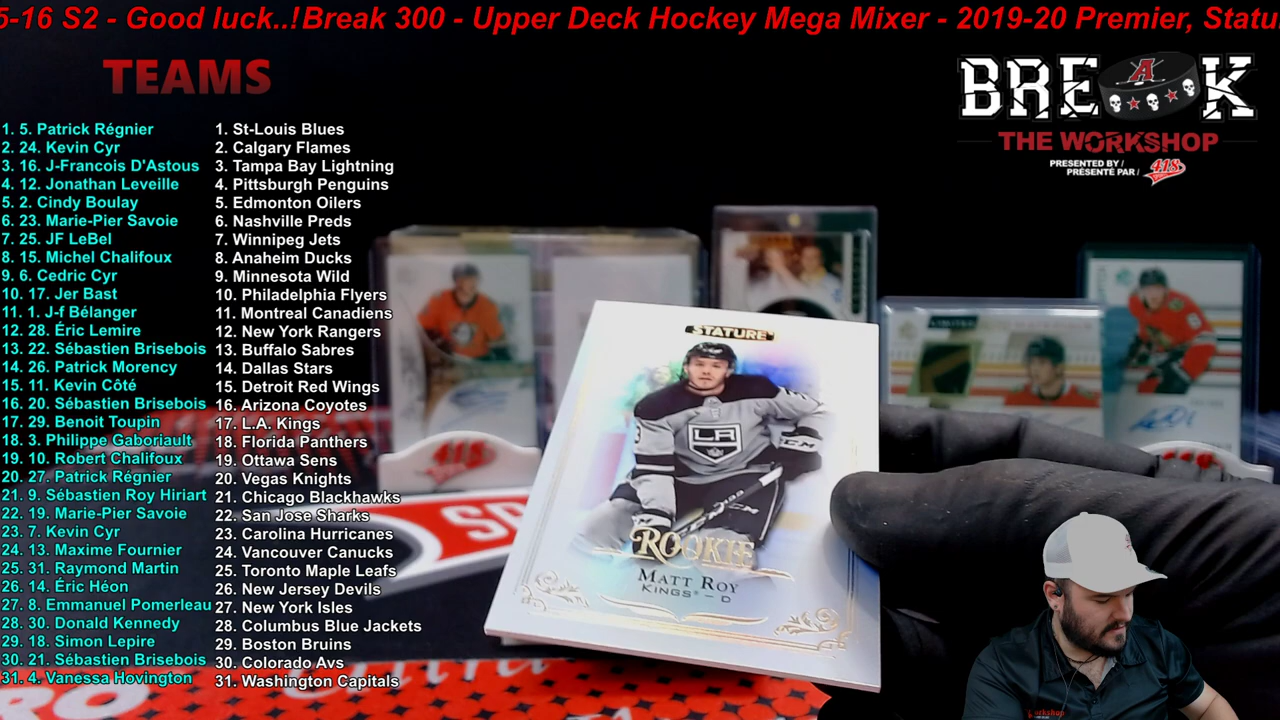 5-16 S2 - Good luck..!Break 300 - Upper Deck Hockey Mega Mixer - 2019-20 Premier, Statu
TEAMS
BRE K
THE WORKSHOP
PRESENTED BY /
PRÉSENTÉ PAR /
418
1. 5. Patrick Régnier
2. 24. Kevin Cyr
3. 16. J-Francois D'Astous
4. 12. Jonathan Leveille
5. 2. Cindy Boulay
6. 23. Marie-Pier Savoie
7. 25. JF LeBel
8. 15. Michel Chalifoux
9. 6. Cedric Cyr
10. 17. Jer Bast
11. 1. J-f Bélanger
12. 28. Éric Lemire
13. 22. Sébastien Brisebois
14. 26. Patrick Morency
15. 11. Kevin Côté
16. 20. Sébastien Brisebois
17. 29. Benoit Toupin
18. 3. Philippe Gaboriault
19. 10. Robert Chalifoux
20. 27. Patrick Régnier
21. 9. Sébastien Roy Hiriart
22. 19. Marie-Pier Savoie
23. 7. Kevin Cyr
24. 13. Maxime Fournier
25. 31. Raymond Martin
26. 14. Éric Héon
27. 8. Emmanuel Pomerleau
28. 30. Donald Kennedy
29. 18. Simon Lepire
30. 21. Sébastien Brisebois
31. 4. Vanessa Hovington
1. St-Louis Blues
2. Calgary Flames
3. Tampa Bay Lightning
4. Pittsburgh Penguins
5. Edmonton Oilers
6. Nashville Preds
7. Winnipeg Jets
8. Anaheim Ducks
9. Minnesota Wild
10. Philadelphia Flyers
11. Montreal Canadiens
12. New York Rangers
13. Buffalo Sabres
14. Dallas Stars
15. Detroit Red Wings
16. Arizona Coyotes
17. L.A. Kings
18. Florida Panthers
19. Ottawa Sens
20. Vegas Knights
21. Chicago Blackhawks
22. San Jose Sharks
23. Carolina Hurricanes
24. Vancouver Canucks
25. Toronto Maple Leafs
26. New Jersey Devils
27. New York Isles
28. Columbus Blue Jackets
29. Boston Bruins
30. Colorado Avs
31. Washington Capitals
STATURE
LA
CCM
ROOKIE
MATT ROY
KINGS - D